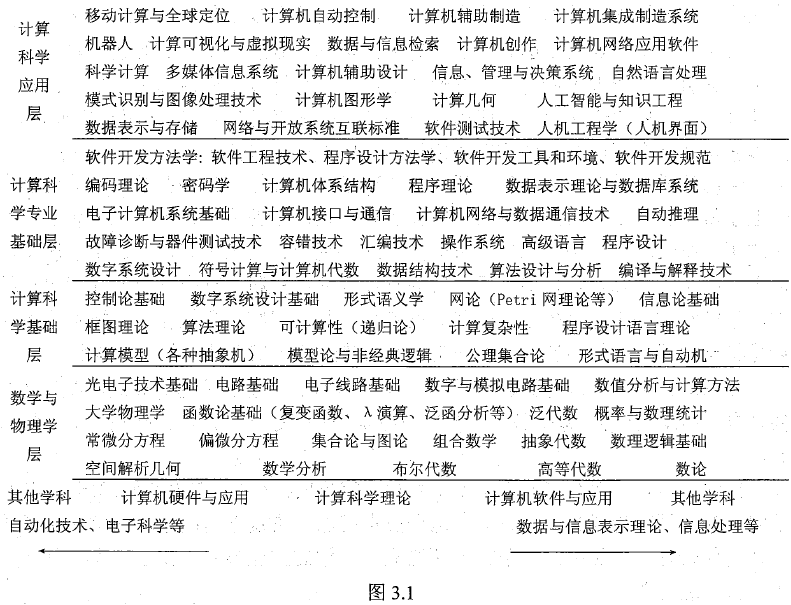 计算科学应用层
移动计算与全球定位 计算机自动控制 计算机辅助制造 计算机集成制造系统
机器人 计算可视化与虚拟现实 数据与信息检索 计算机创作 计算机网络应用软件
科学计算 多媒体信息系统 计算机辅助设计 信息、管理与决策系统 自然语言处理
模式识别与图像处理技术 计算机图形学 计算几何 人工智能与知识工程
数据表示与存储 网络与开放系统互联标准 软件测试技术 人机工程学（人机界面）
计算科学专业基础层
软件开发方法学: 软件工程技术、程序设计方法学、软件开发工具和环境、软件开发规范
编码理论 密码学 计算机体系结构 程序理论 数据表示理论与数据库系统
电子计算机系统基础 计算机接口与通信 计算机网络与数据通信技术 自动推理
故障诊断与器件测试技术 容错技术 汇编技术 操作系统 高级语言 程序设计
数字系统设计 符号计算与计算机代数 数据结构技术 算法设计与分析 编译与解释技术
计算科学基础层
控制论基础 数字系统设计基础 形式语义学 网论（Petri 网理论等） 信息论基础
框图理论 算法理论 可计算性（递归论） 计算复杂性 程序设计语言理论
计算模型（各种抽象机） 模型论与非经典逻辑 公理集合论 形式语言与自动机
数学与物理学层
光电子技术基础 电路基础 电子线路基础 数字与模拟电路基础 数值分析与计算方法
大学物理学 函数论基础（复变函数、λ演算、泛函分析等） 泛代数 概率与数理统计
常微分方程 偏微分方程 集合论与图论 组合数学 抽象代数 数理逻辑基础
空间解析几何 数学分析 布尔代数 高等代数 数论
其他学科 计算机硬件与应用 计算科学理论 计算机软件与应用 其他学科
自动化技术、电子科学等 数据与信息表示理论、信息处理等
图 3.1